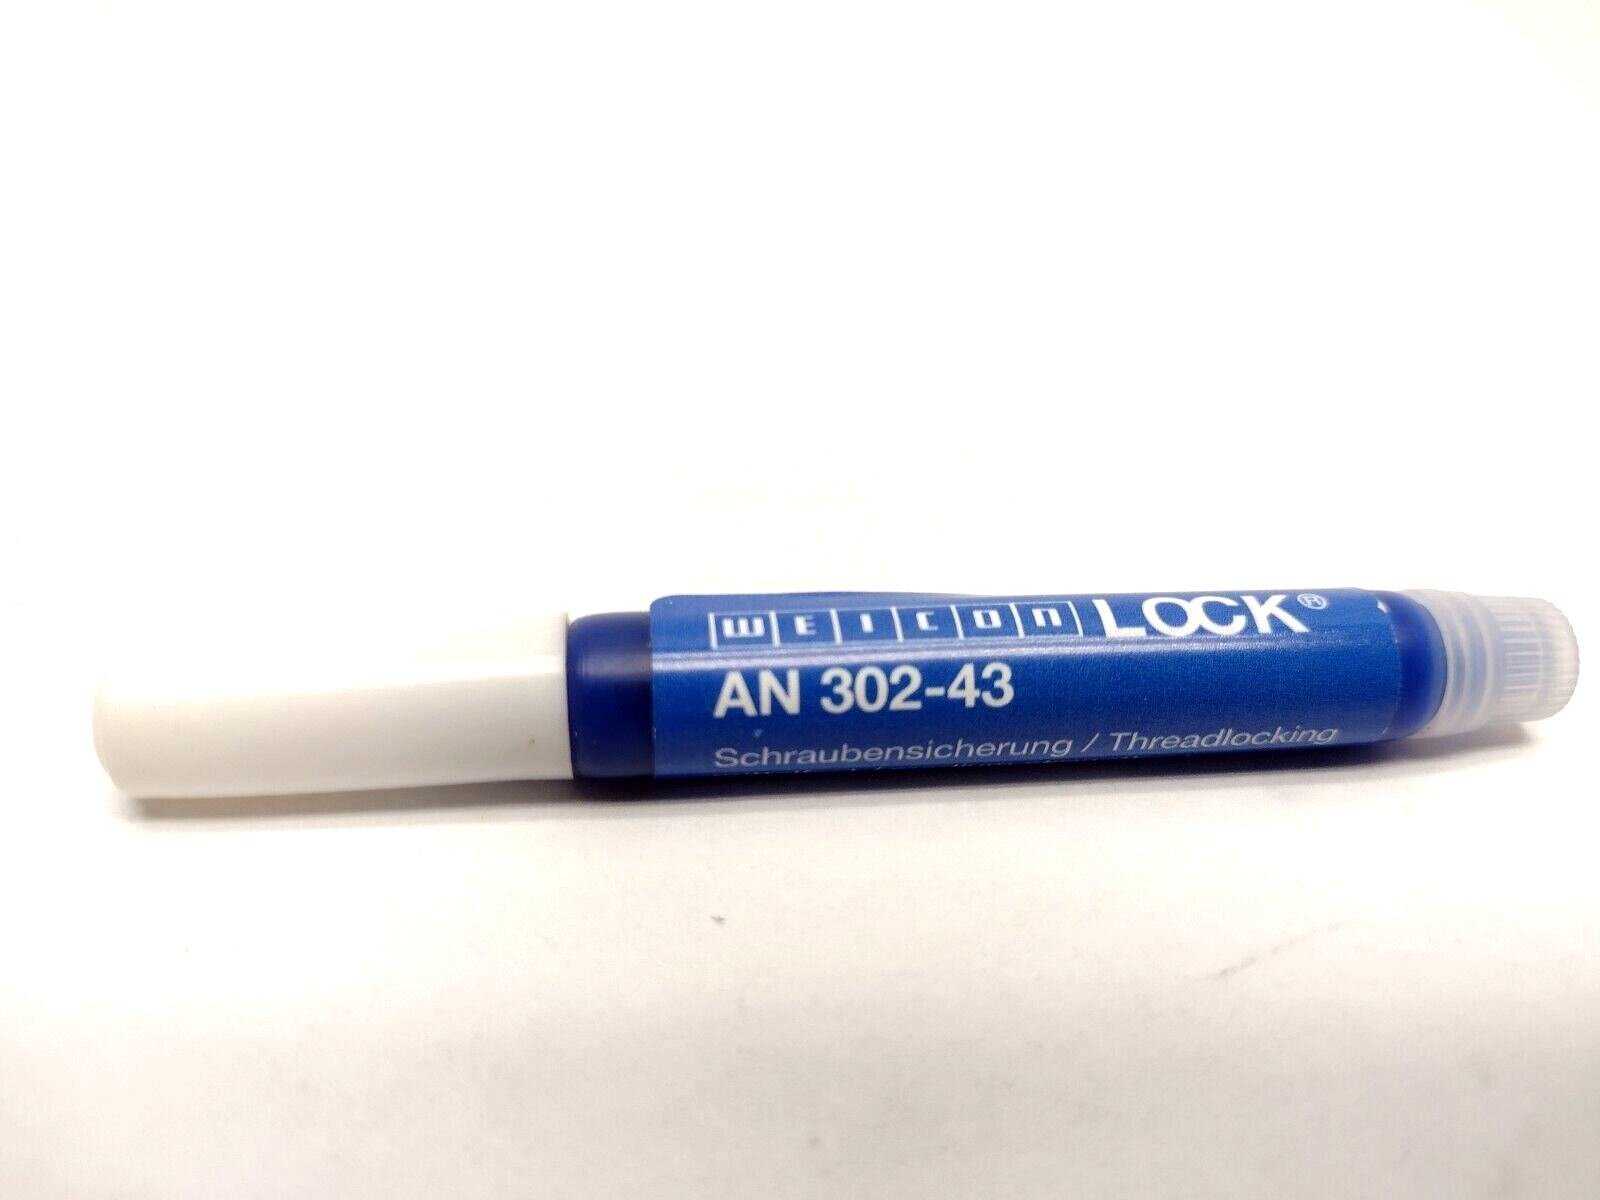 WEICON LOCK®
AN 302-43
Schraubensicherung / Threadlocking